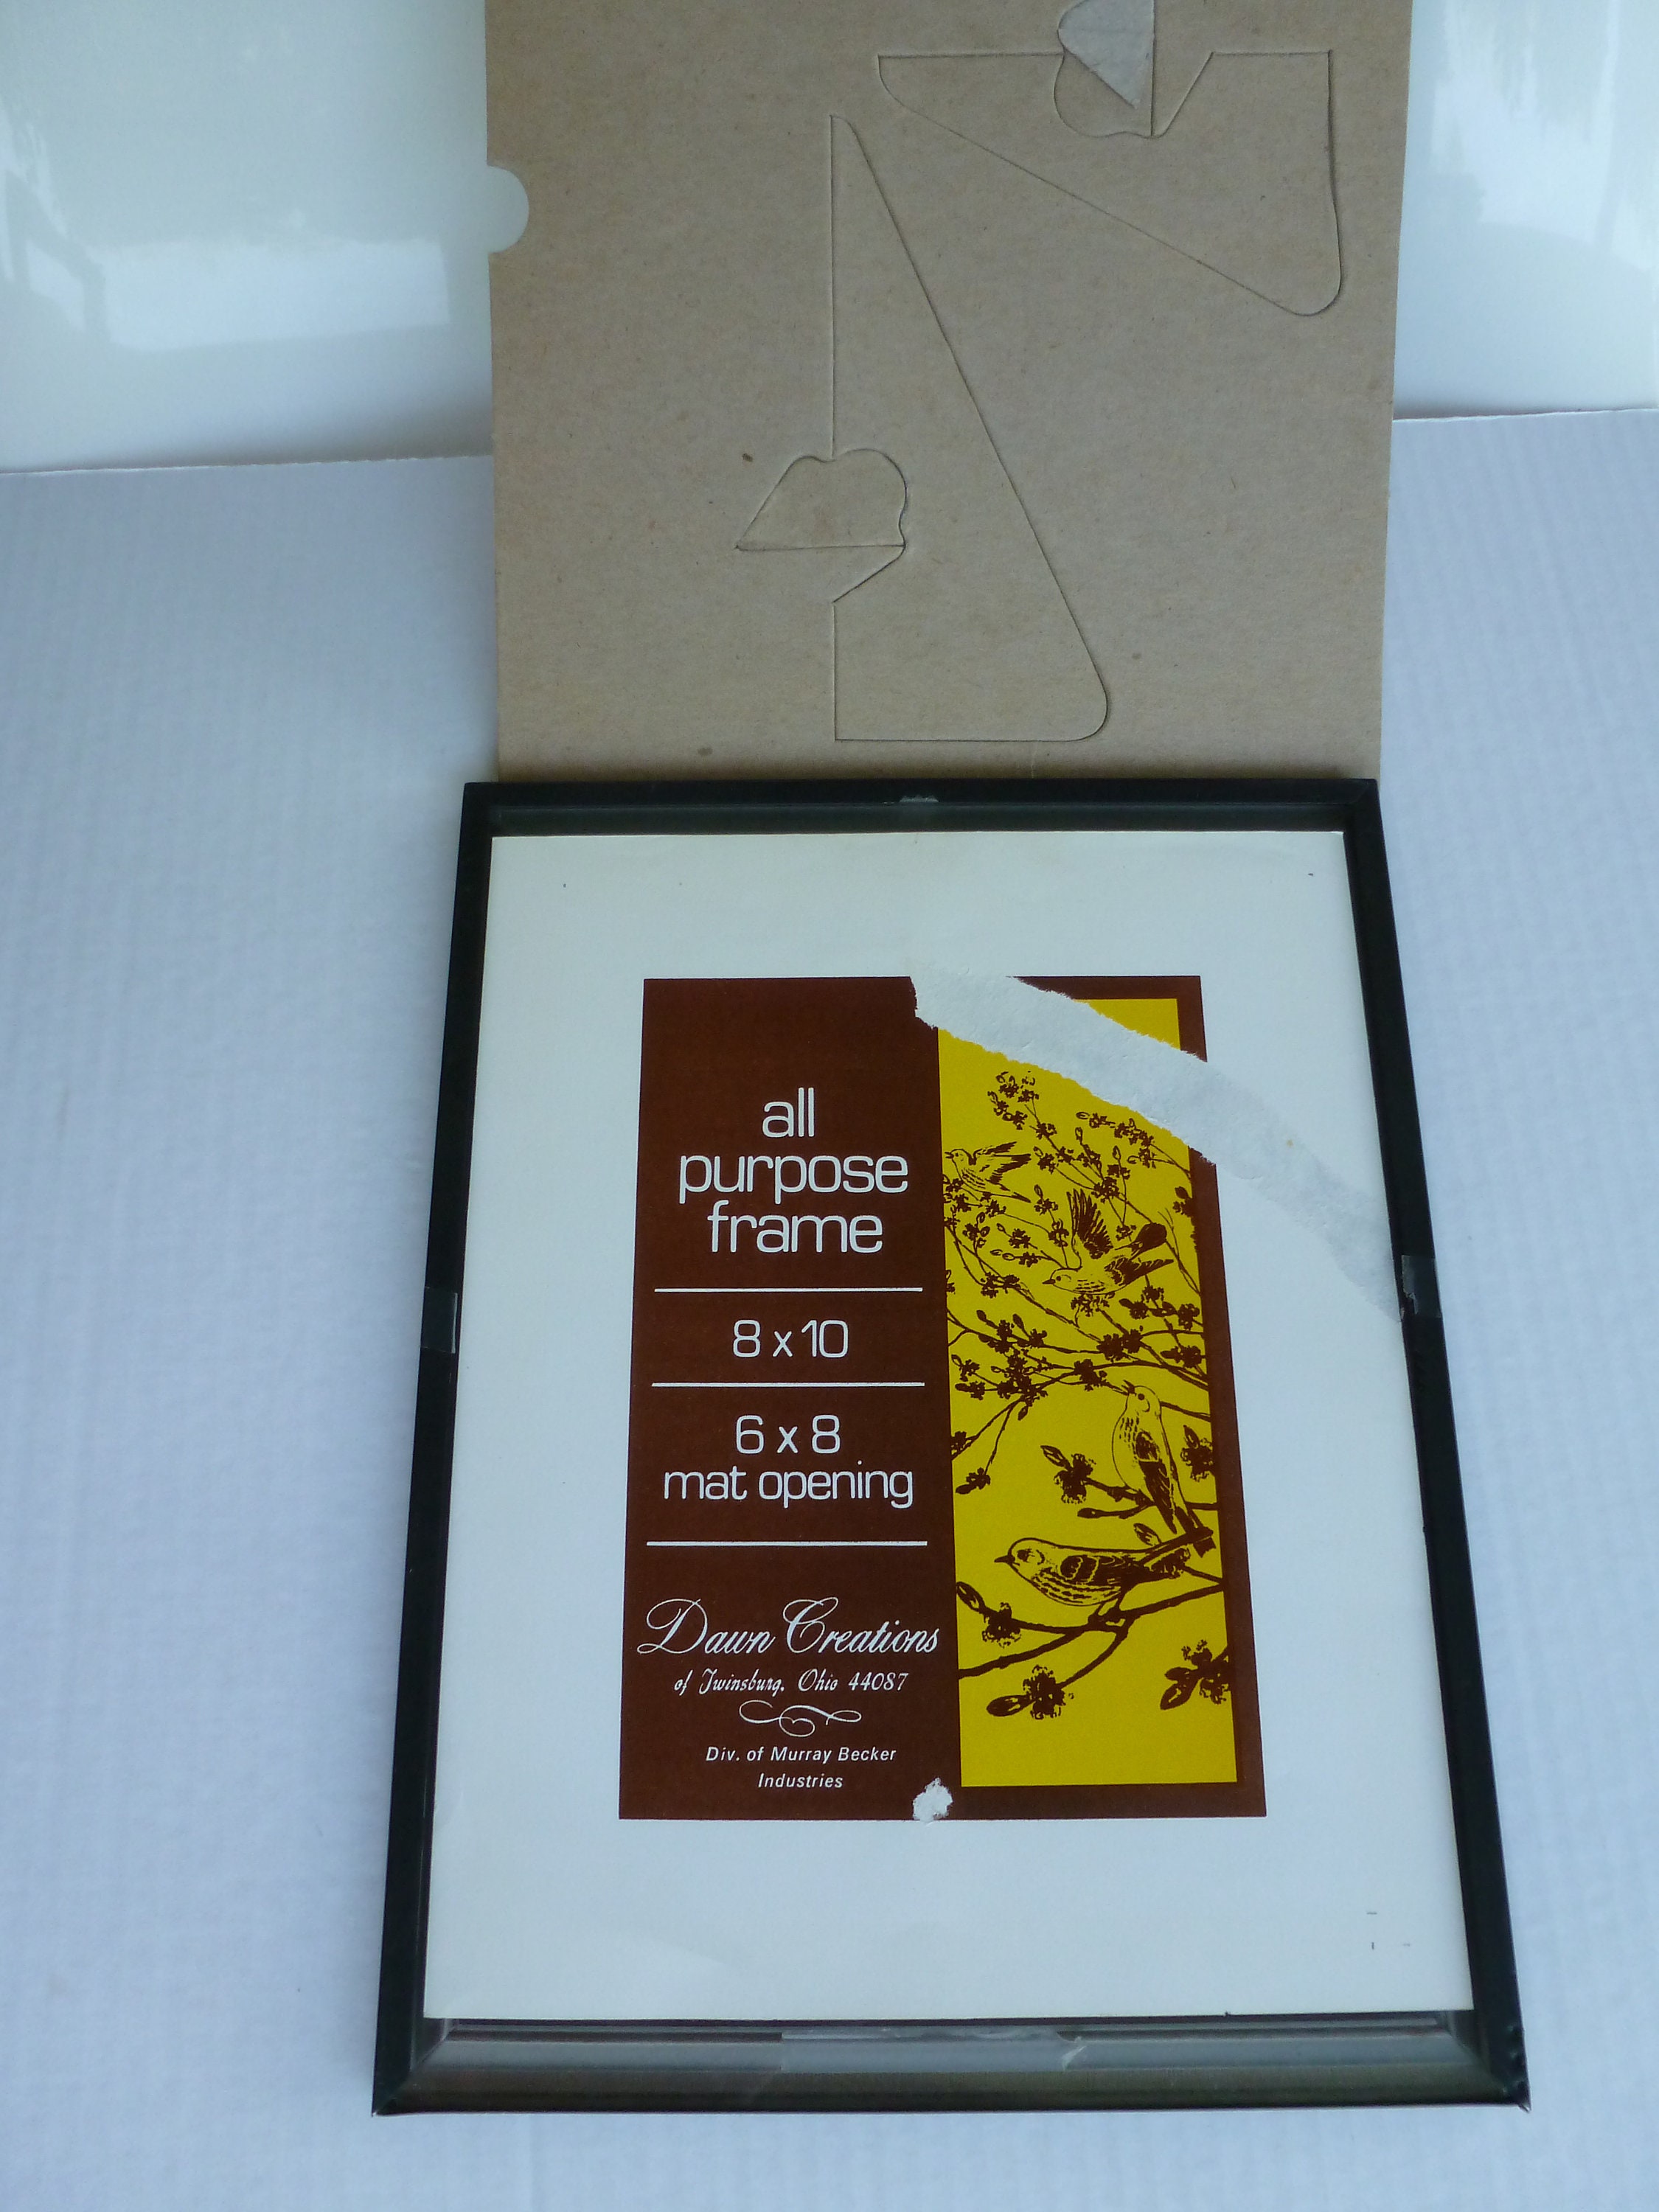 all
purpose
frame
8 x 10
6 x 8
mat opening
Dawn Creations
of Twinsburg, Ohio 44087
Div. of Murray Becker
Industries